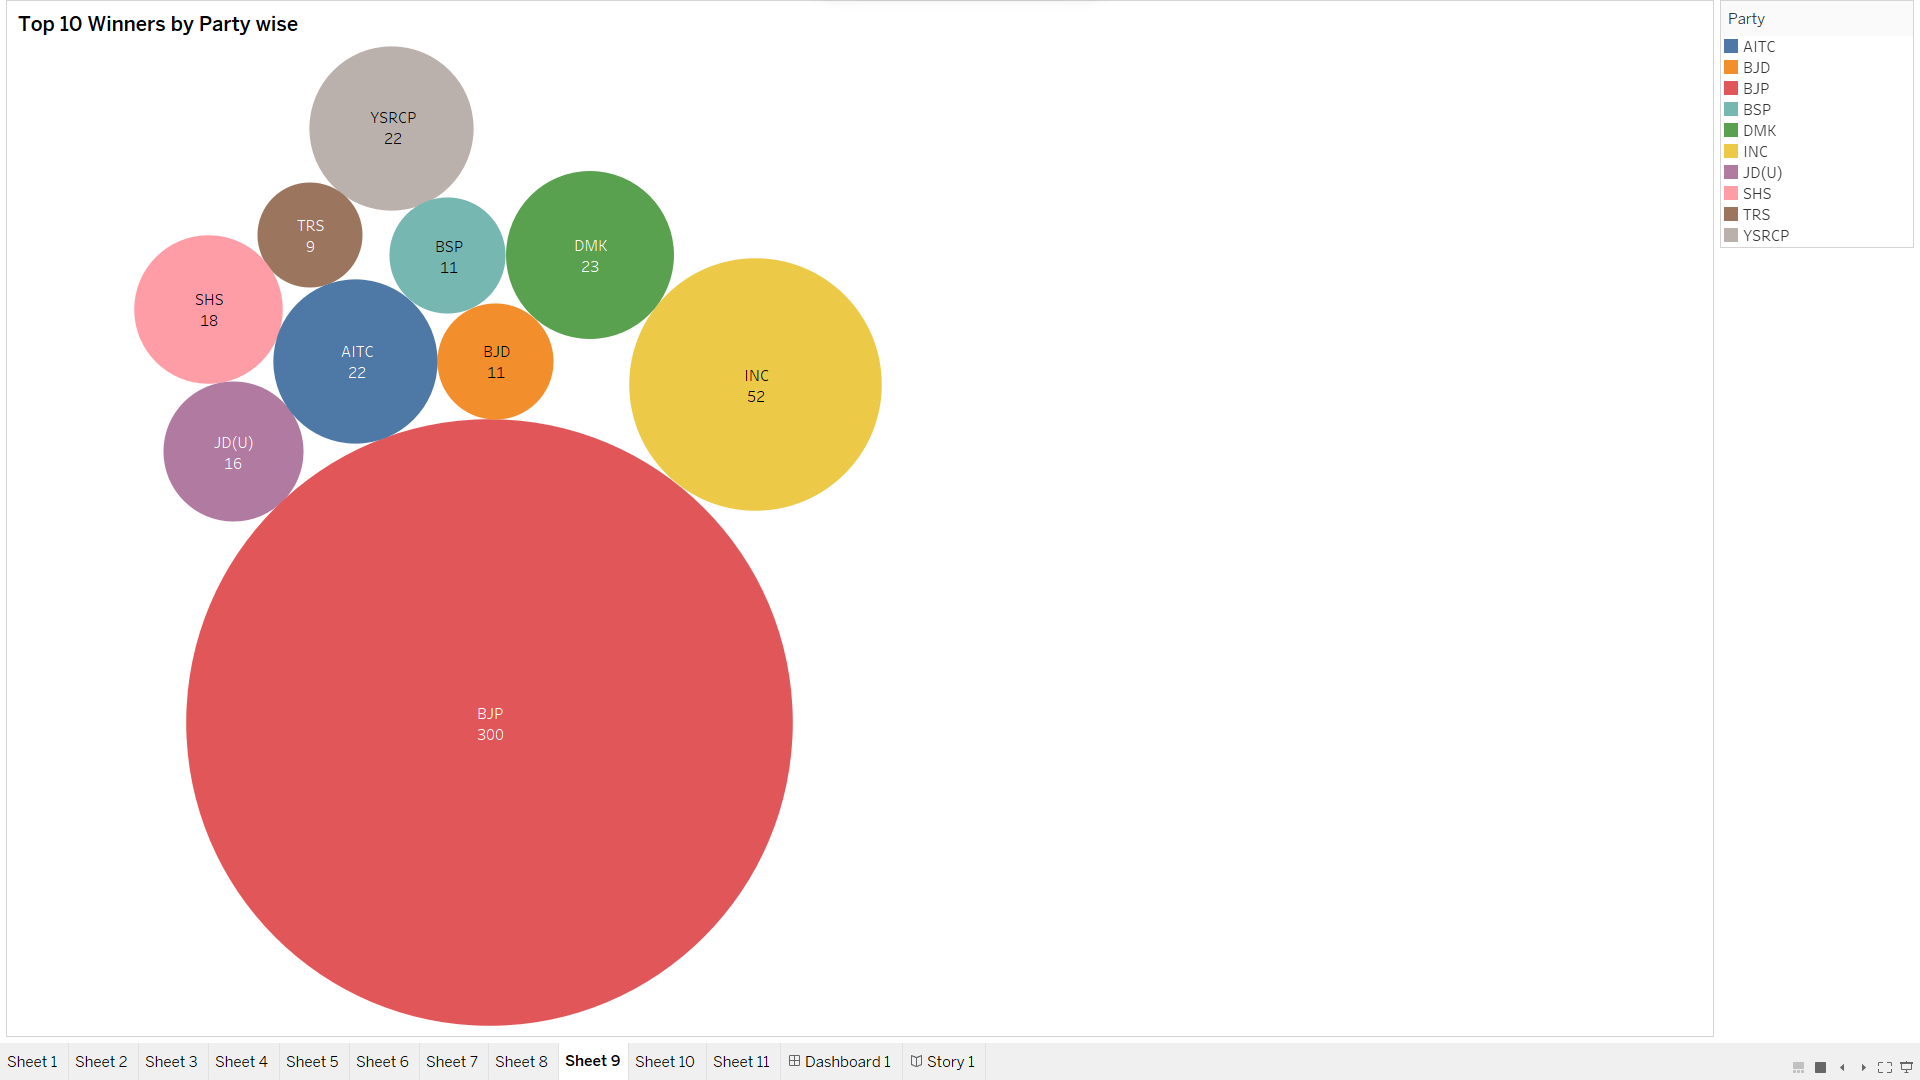 Top 10 Winners by Party wise
YSRCP
22
TRS
9
BSP
11
DMK
23
SHS
18
AITC
22
BJD
11
INC
52
JD(U)
16
BJP
300
Party
AITC
BJD
BJP
BSP
DMK
INC
JD(U)
SHS
TRS
YSRCP
Sheet 1 Sheet 2 Sheet 3 Sheet 4 Sheet 5 Sheet 6 Sheet 7 Sheet 8 Sheet 9 Sheet 10 Sheet 11 Dashboard 1 Story 1